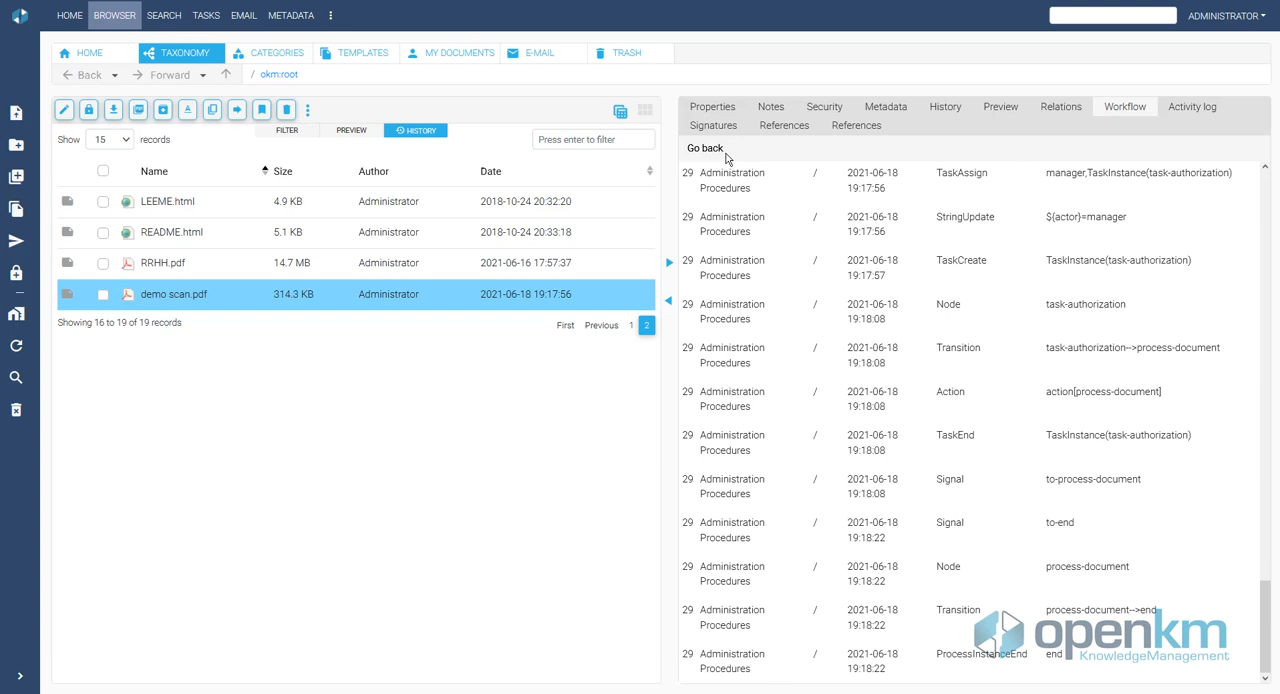 HOME BROWSER SEARCH TASKS EMAIL METADATA ADMINISTRATOR
HOME TAXONOMY CATEGORIES TEMPLATES MY DOCUMENTS E-MAIL TRASH
Back Forward / okm:root
FILTER PREVIEW HISTORY
Show 15 records Press enter to filter
Name Size Author Date
LEEME.html 4.9 KB Administrator 2018-10-24 20:32:20
README.html 5.1 KB Administrator 2018-10-24 20:33:18
RRHH.pdf 14.7 MB Administrator 2021-06-16 17:57:37
demo scan.pdf 314.3 KB Administrator 2021-06-18 19:17:56
Showing 16 to 19 of 19 records
First Previous 1 2
Properties Notes Security Metadata History Preview Relations Workflow Activity log
Signatures References References
Go back
29 Administration / 2021-06-18 TaskAssign manager,TaskInstance(task-authorization)
Procedures 19:17:56
29 Administration / 2021-06-18 StringUpdate ${actor}=manager
Procedures 19:17:56
29 Administration / 2021-06-18 TaskCreate TaskInstance(task-authorization)
Procedures 19:17:57
29 Administration / 2021-06-18 Node task-authorization
Procedures 19:18:08
29 Administration / 2021-06-18 Transition task-authorization-->process-document
Procedures 19:18:08
29 Administration / 2021-06-18 Action action[process-document]
Procedures 19:18:08
29 Administration / 2021-06-18 TaskEnd TaskInstance(task-authorization)
Procedures 19:18:08
29 Administration / 2021-06-18 Signal to-process-document
Procedures 19:18:08
29 Administration / 2021-06-18 Signal to-end
Procedures 19:18:22
29 Administration / 2021-06-18 Node process-document
Procedures 19:18:22
29 Administration / 2021-06-18 Transition process-document-->end
Procedures 19:18:22
29 Administration / 2021-06-18 ProcessInstanceEnd end
Procedures 19:18:22
openkm
KnowledgeManagement